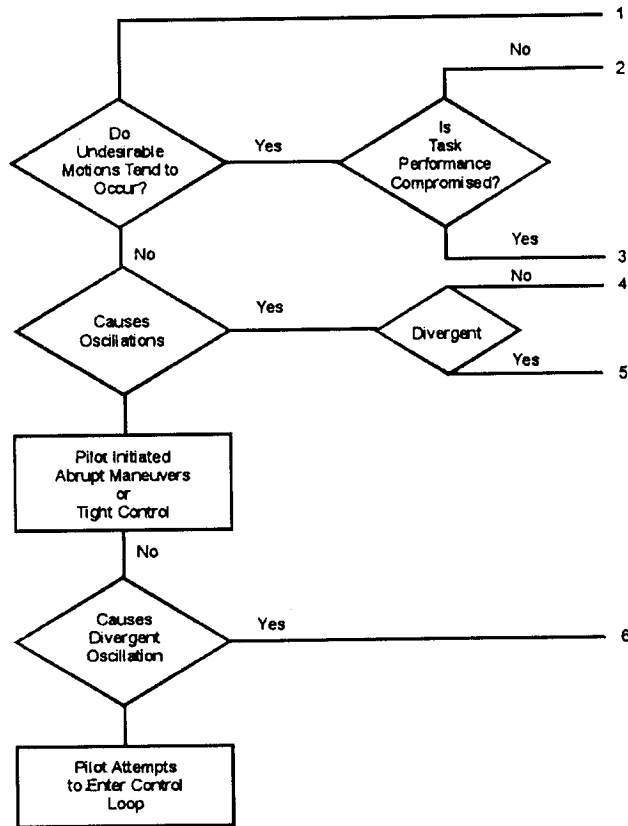 1
No
2
Do
Undesirable
Motions Tend to
Occur?
Yes
Is
Task
Performance
Compromised?
Yes
3
No
No
4
Causes
Oscillations
Yes
Divergent
Yes
5
Pilot Initiated
Abrupt Maneuvers
or
Tight Control
No
Causes
Divergent
Oscillation
Yes
6
Pilot Attempts
to Enter Control
Loop